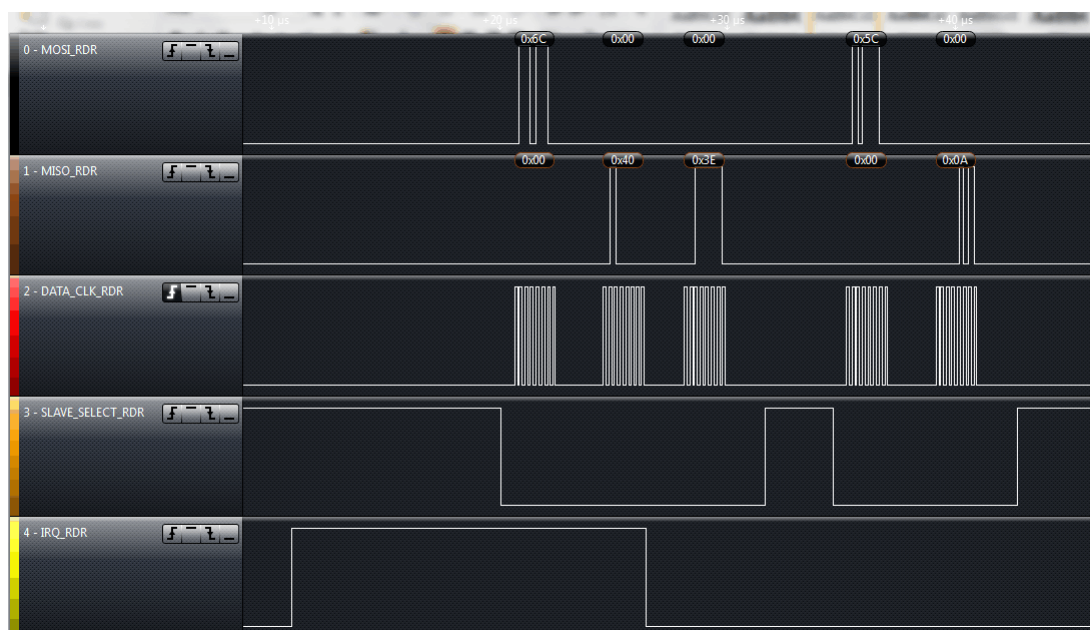 +10 µs +20 µs +30 µs +40 µs
0 - MOSI_RDR
0x6C 0x00 0x00 0x5C 0x00
1 - MISO_RDR
0x00 0x40 0x3E 0x00 0x0A
2 - DATA_CLK_RDR
3 - SLAVE_SELECT_RDR
4 - IRQ_RDR